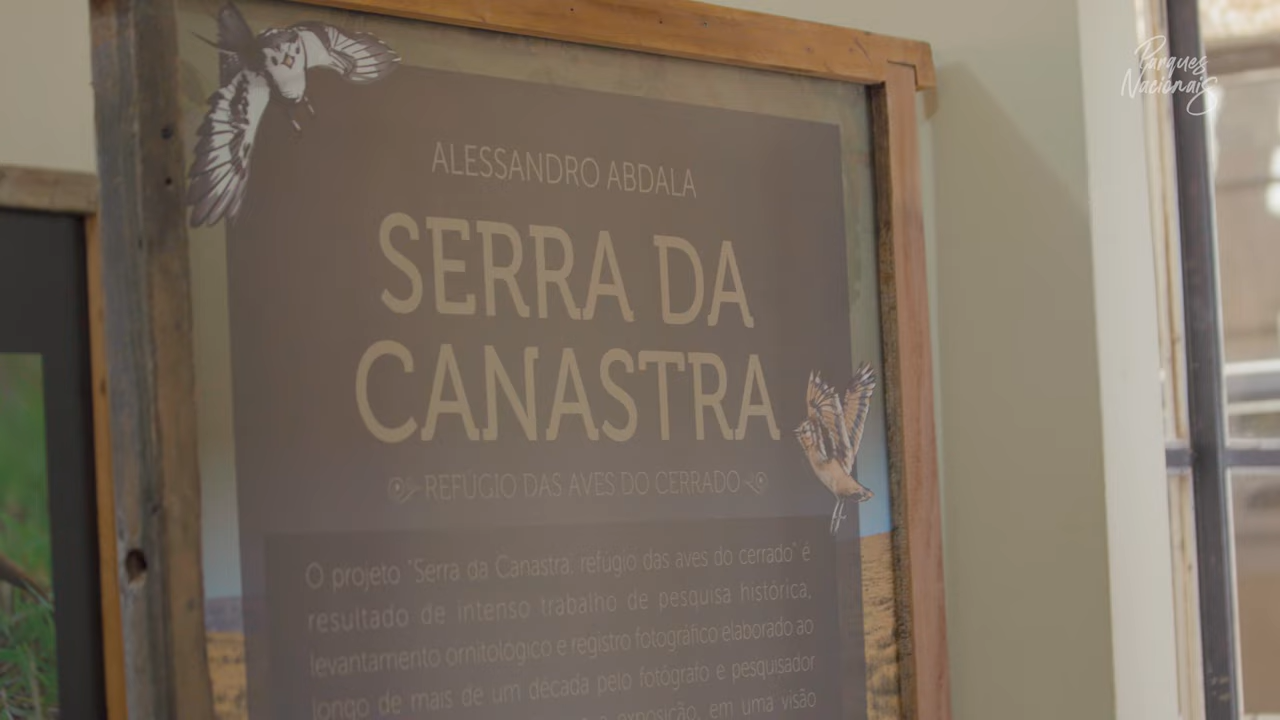 Parques
Nacionais
ALESSANDRO ABDALA
SERRA DA
CANASTRA
REFÚGIO DAS AVES DO CERRADO
O projeto "Serra da Canastra, refúgio das aves do cerrado" é
resultado de intenso trabalho de pesquisa histórica,
levantamento ornitológico e registro fotográfico elaborado ao
longo de mais de um década pelo fotógrafo e pesquisador
exposição, em uma visão